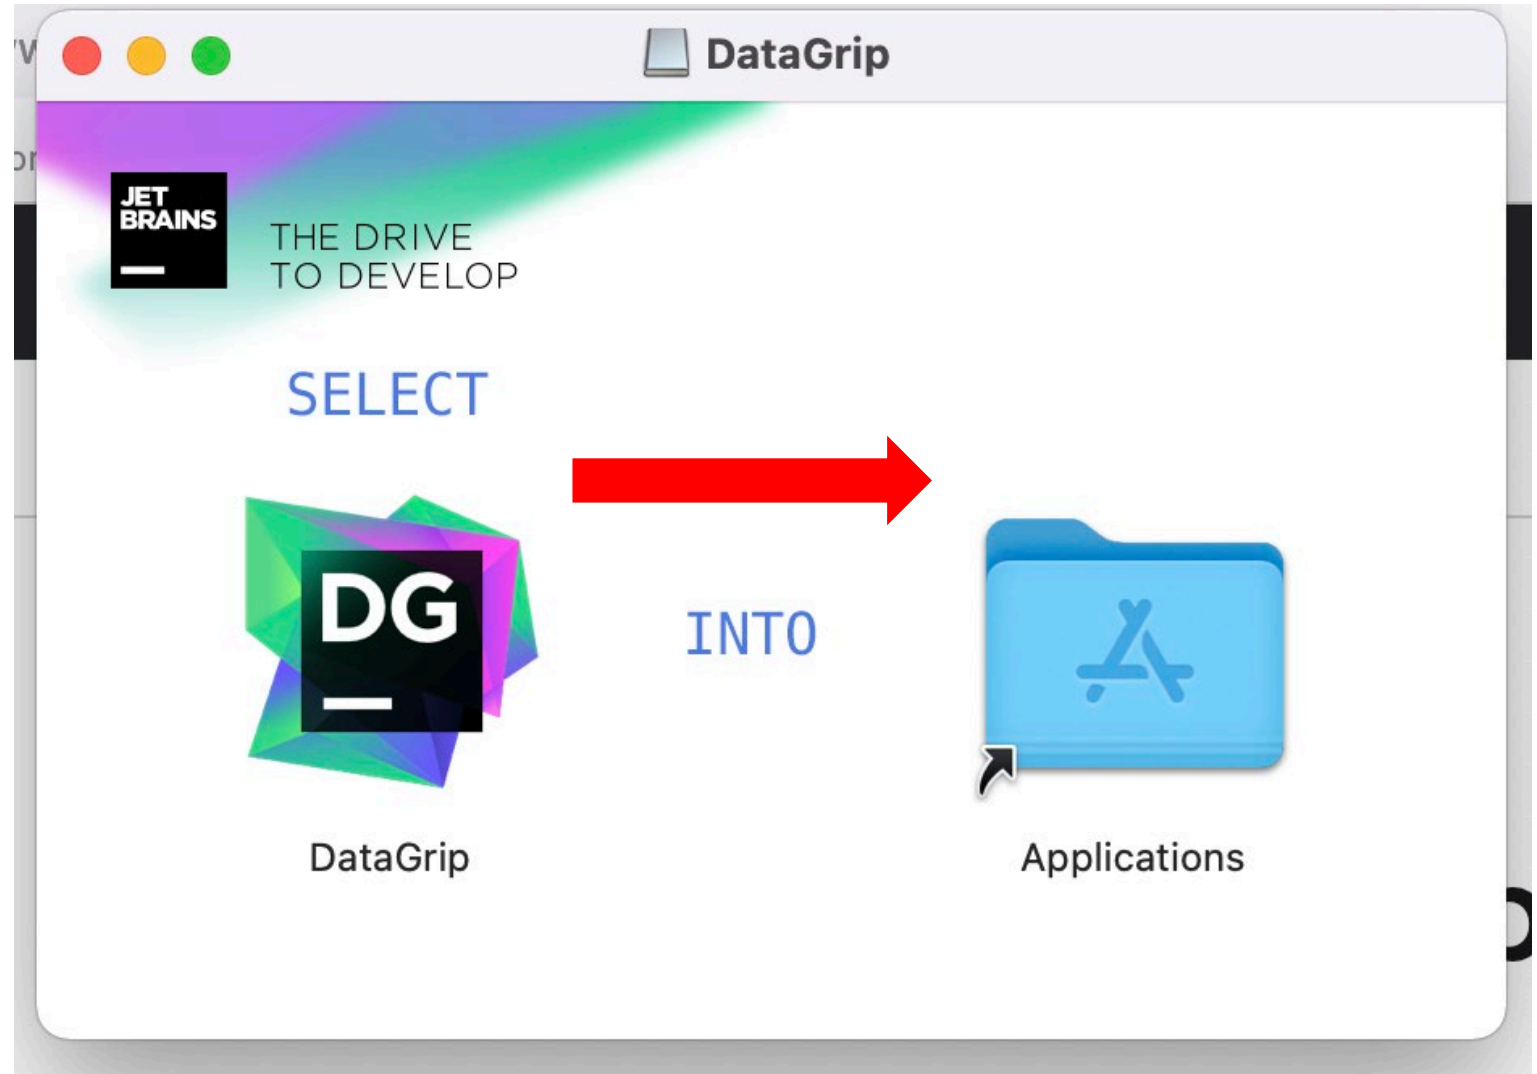 DataGrip
JET
BRAINS
THE DRIVE
TO DEVELOP
SELECT
DG
INTO
DataGrip
Applications